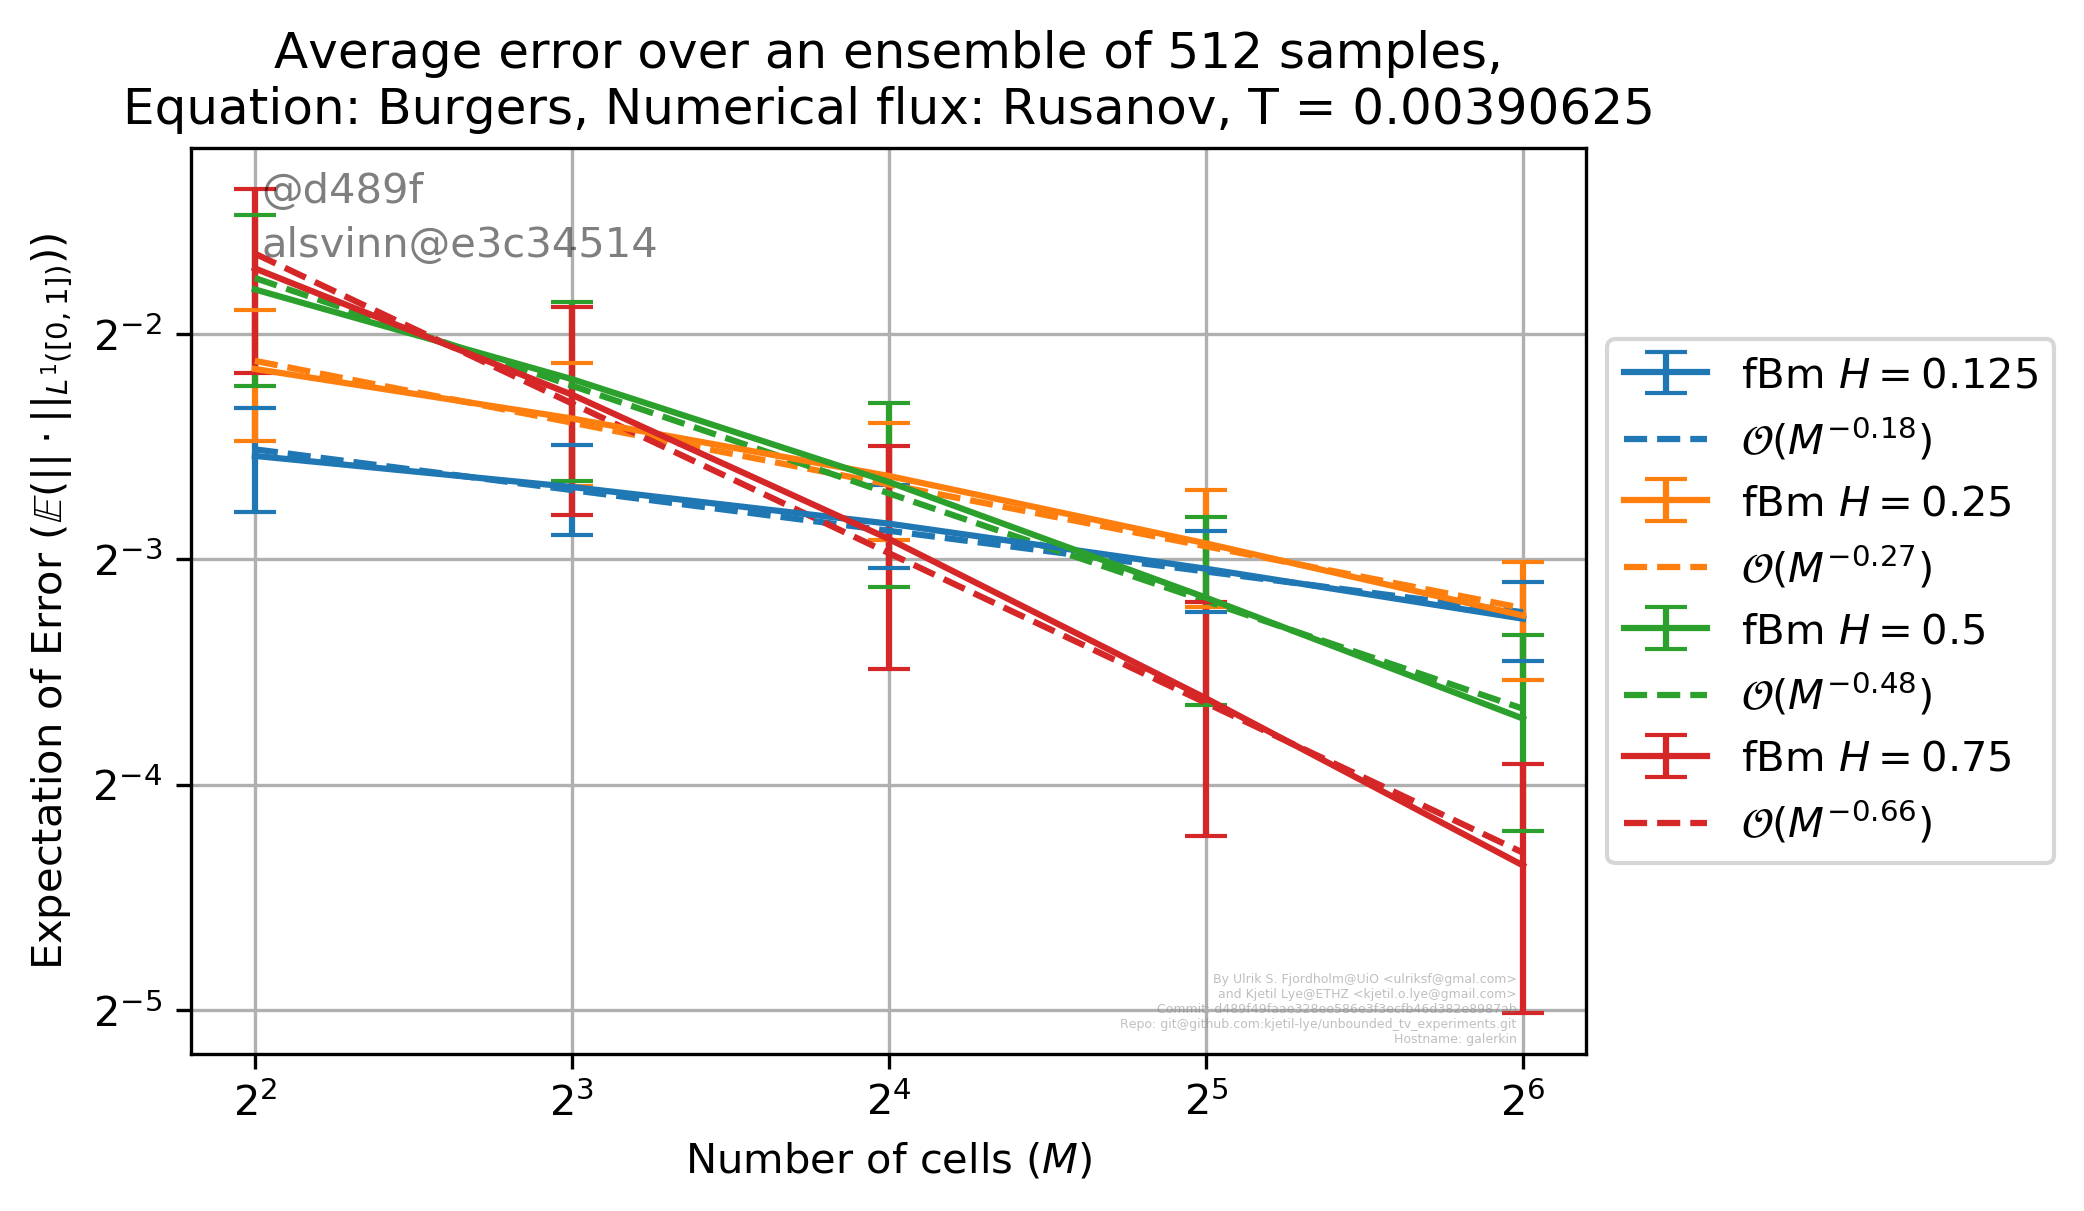 Average error over an ensemble of 512 samples,
Equation: Burgers, Numerical flux: Rusanov, T = 0.00390625
@d489f
alsvinn@e3c34514
Expectation of Error (𝔼(||·||_{L^1([0,1])}))
2^{-2}
2^{-3}
2^{-4}
2^{-5}
2^2 2^3 2^4 2^5 2^6
Number of cells (M)
fBm H = 0.125
𝒪(M^{-0.18})
fBm H = 0.25
𝒪(M^{-0.27})
fBm H = 0.5
𝒪(M^{-0.48})
fBm H = 0.75
𝒪(M^{-0.66})
By Ulrik S. Fjordholm@UiO <ulriksf@gmal.com>
and Kjetil Lye@ETHZ <kjetil.o.lye@gmail.com>
Commit:
Repo: git@github.com:kjetil-lye/unbounded_tv_experiments.git
Hostname: galerkin